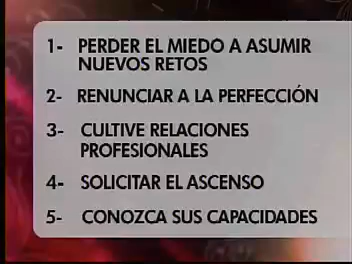 1- PERDER EL MIEDO A ASUMIR
NUEVOS RETOS
2- RENUNCIAR A LA PERFECCIÓN
3- CULTIVE RELACIONES
PROFESIONALES
4- SOLICITAR EL ASCENSO
5- CONOZCA SUS CAPACIDADES